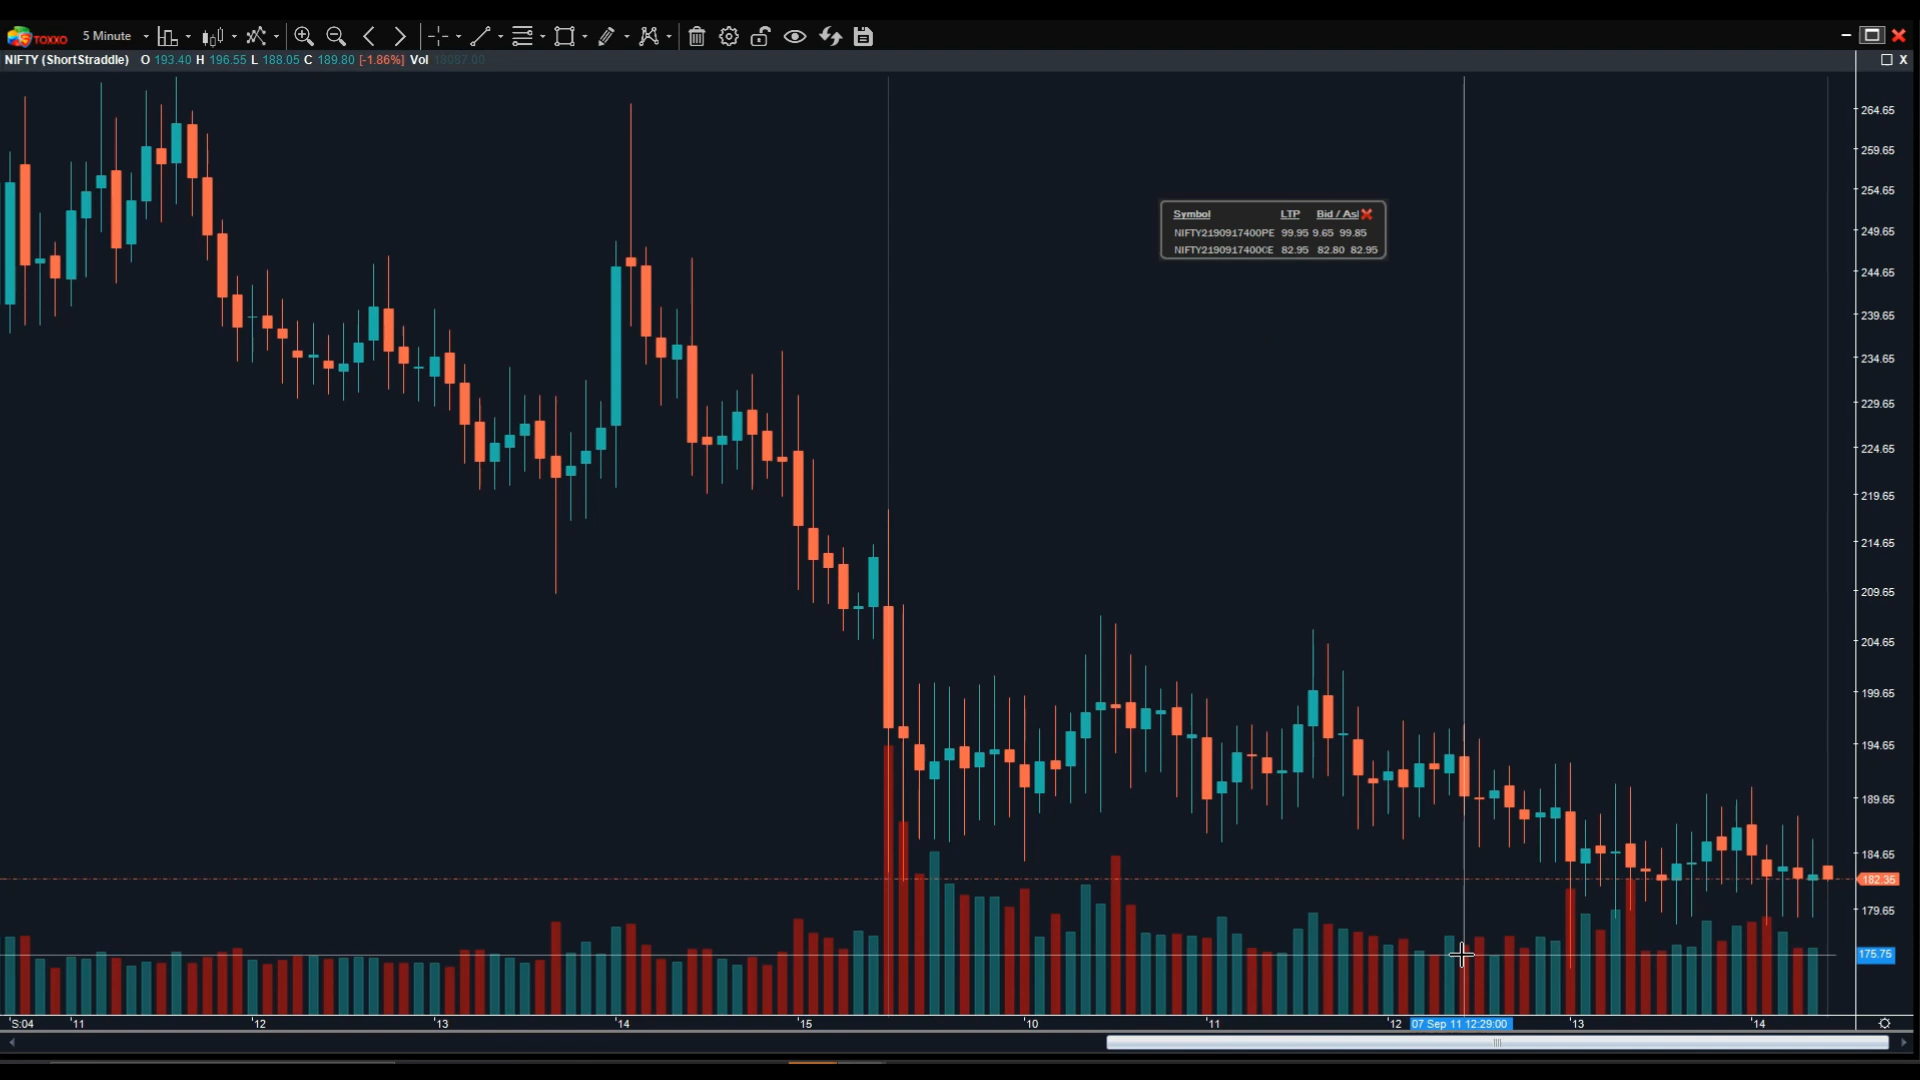 TOXXO 5 Minute
NIFTY (ShortStraddle) O 193.40 H 196.55 L 188.05 C 189.80 [-1.86%] Vol 18057.00
X
264.65
259.65
254.65
249.65
244.65
239.65
234.65
229.65
224.65
219.65
214.65
209.65
204.65
199.65
194.65
189.65
184.65
182.35
179.65
175.75
Symbol LTP Bid / As
NIFTY2190917400PE 99.95 9.65 99.85
NIFTY2190917400CE 82.95 82.80 82.95
'S:04 '11 '12 '13 '14 '15 '10 '11 '12 07 Sep 11 12:29:00 '13 '14